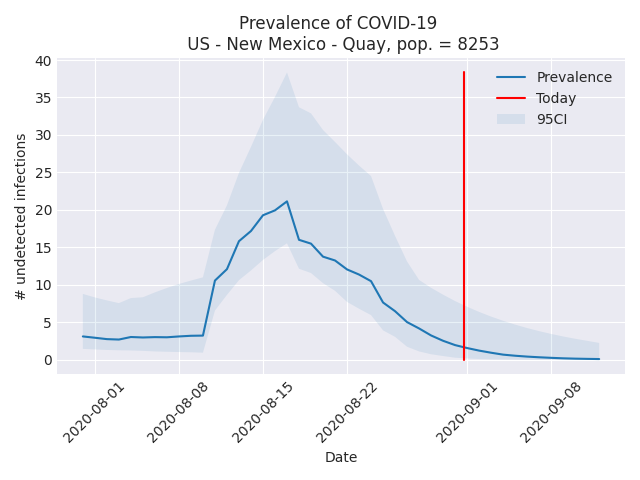 Prevalence of COVID-19
US - New Mexico - Quay, pop. = 8253
# undetected infections
40
35
30
25
20
15
10
5
0
Prevalence
Today
95CI
2020-08-01
2020-08-08
2020-08-15
2020-08-22
2020-09-01
2020-09-08
Date